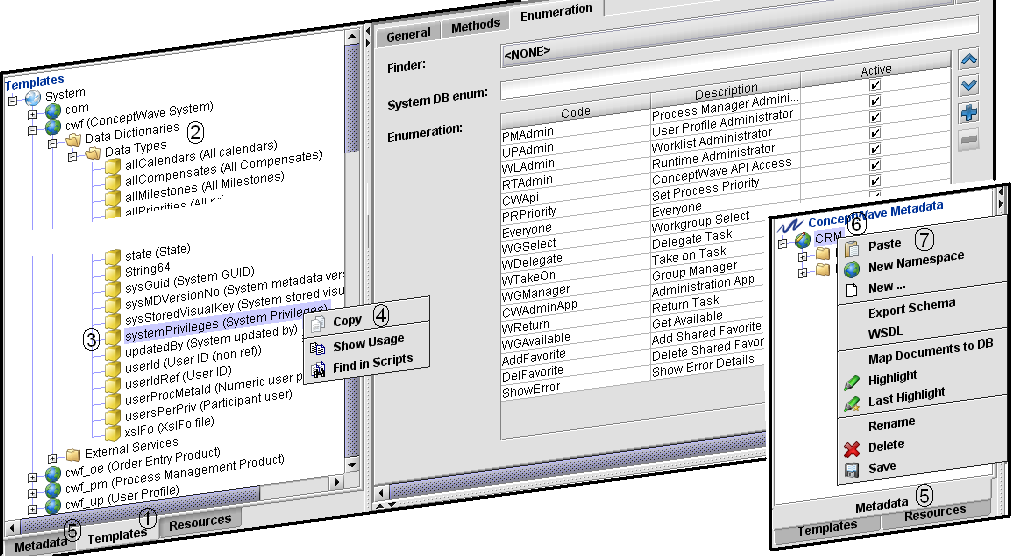 Templates
System
com
cwf (ConceptWave System)
Data Dictionaries
2
Data Types
allCalendars (All calendars)
allCompensates (All Compensates)
allMilestones (All Milestones)
allPriorities (All
state (State)
String64
sysGuid (System GUID)
sysMDVersionNo (System metadata vers
sysStoredVisualKey (System stored visu
3
systemPrivileges (System Privileges)
updatedBy (System updated by)
userId (User ID (non ref))
userIdRef (User ID)
userProcMetaId (Numeric user p
usersPerPriv (Participant user)
xslFo (XslFo file)
External Services
cwf_oe (Order Entry Product)
cwf_pm (Process Management Product)
cwf_up (User Profile)
5
1
Metadata
Templates
Resources
Copy
4
Show Usage
Find in Scripts
General
Methods
Enumeration
Finder:
<NONE>
System DB enum:
Enumeration:
Code Description Active
PMAdmin Process Manager Admini...
UPAdmin User Profile Administrator
WLAdmin Worklist Administrator
RTAdmin Runtime Administrator
CWApi ConceptWave API Access
PRPriority Set Process Priority
Everyone Everyone
WGSelect Workgroup Select
WDelegate Delegate Task
WTakeOn Take on Task
WGManager Group Manager
CWAdminApp Administration App
WReturn Return Task
WGAvailable Get Available
AddFavorite Add Shared Favorite
DelFavorite Delete Shared Favor
ShowError Show Error Details
ConceptWave Metadata
CRM
6
Paste
7
New Namespace
New ...
Export Schema
WSDL
Map Documents to DB
Highlight
Last Highlight
Rename
Delete
Save
Metadata
5
Templates
Resources